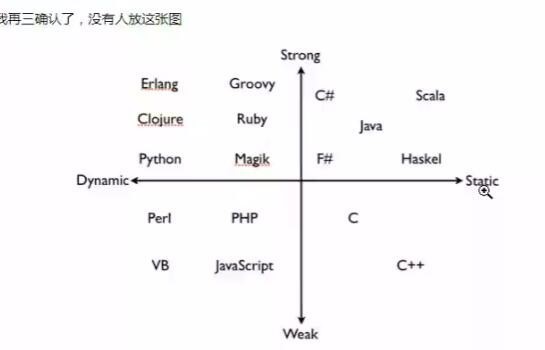 我再三确认了，没有人放这张图
Strong
Erlang Groovy C# Scala
Clojure Ruby Java
Python Magik F# Haskel
Dynamic Static
Perl PHP C
VB JavaScript C++
Weak